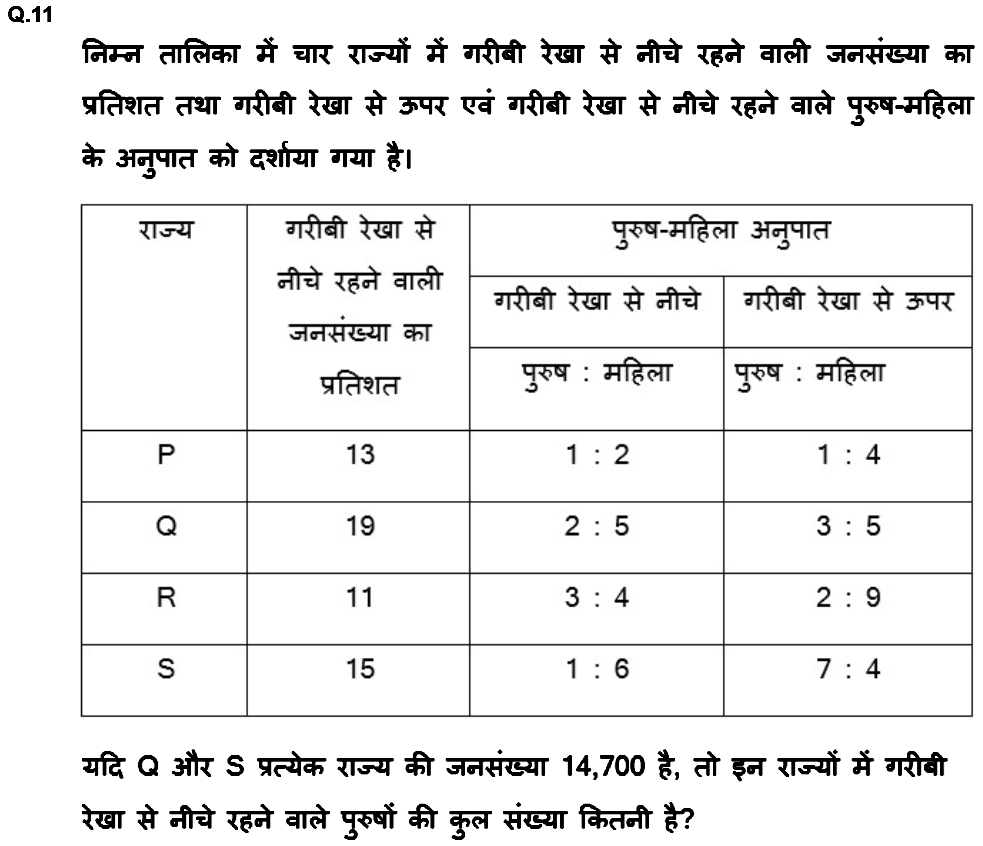 Q.11
निम्न तालिका में चार राज्यों में गरीबी रेखा से नीचे रहने वाली जनसंख्या का
प्रतिशत तथा गरीबी रेखा से ऊपर एवं गरीबी रेखा से नीचे रहने वाले पुरुष-महिला
के अनुपात को दर्शाया गया है।
राज्य
गरीबी रेखा से
नीचे रहने वाली
जनसंख्या का
प्रतिशत
पुरुष-महिला अनुपात
गरीबी रेखा से नीचे
गरीबी रेखा से ऊपर
पुरुष : महिला
पुरुष : महिला
P 13 1 : 2 1 : 4
Q 19 2 : 5 3 : 5
R 11 3 : 4 2 : 9
S 15 1 : 6 7 : 4
यदि Q और S प्रत्येक राज्य की जनसंख्या 14,700 है, तो इन राज्यों में गरीबी
रेखा से नीचे रहने वाले पुरुषों की कुल संख्या कितनी है?